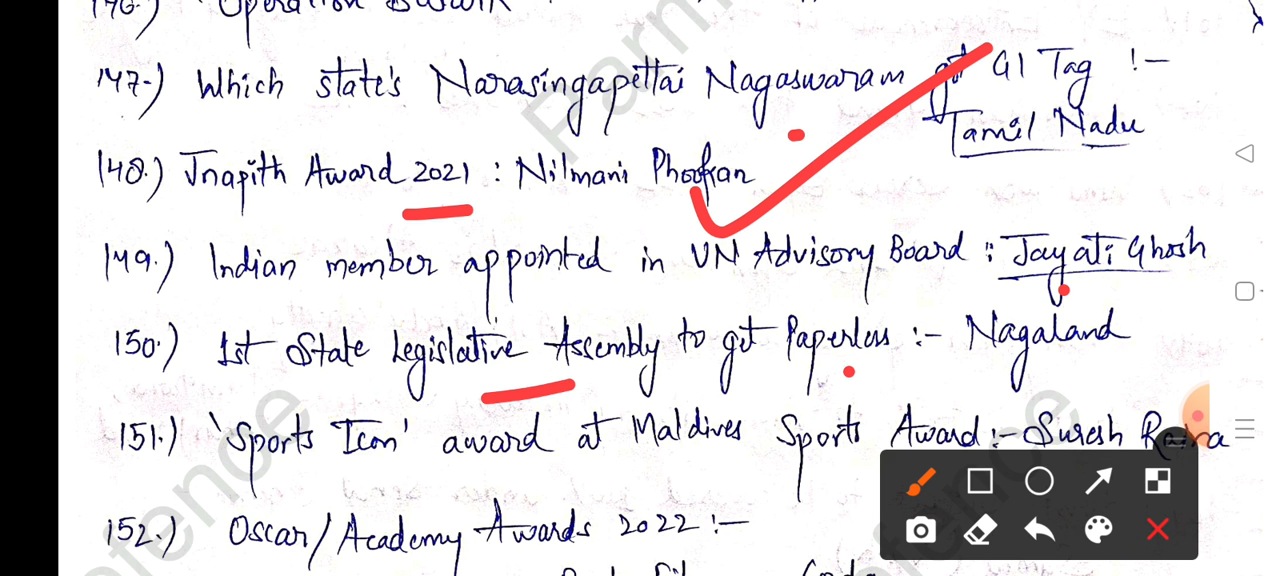 146.) Operation
147.) Which state's Narasingapettai Nagaswaram got GI Tag :-
Tamil Nadu
148.) Jnapith Award 2021 : Nilmani Phookan
149.) Indian member appointed in UN Advisory Board : Jayati Ghosh
150.) 1st State Legislative Assembly to get Paperless :- Nagaland
151.) 'Sports Icon' award at Maldives Sports Award :- Suresh Raina
152.) Oscar/Academy Awards 2022 :-